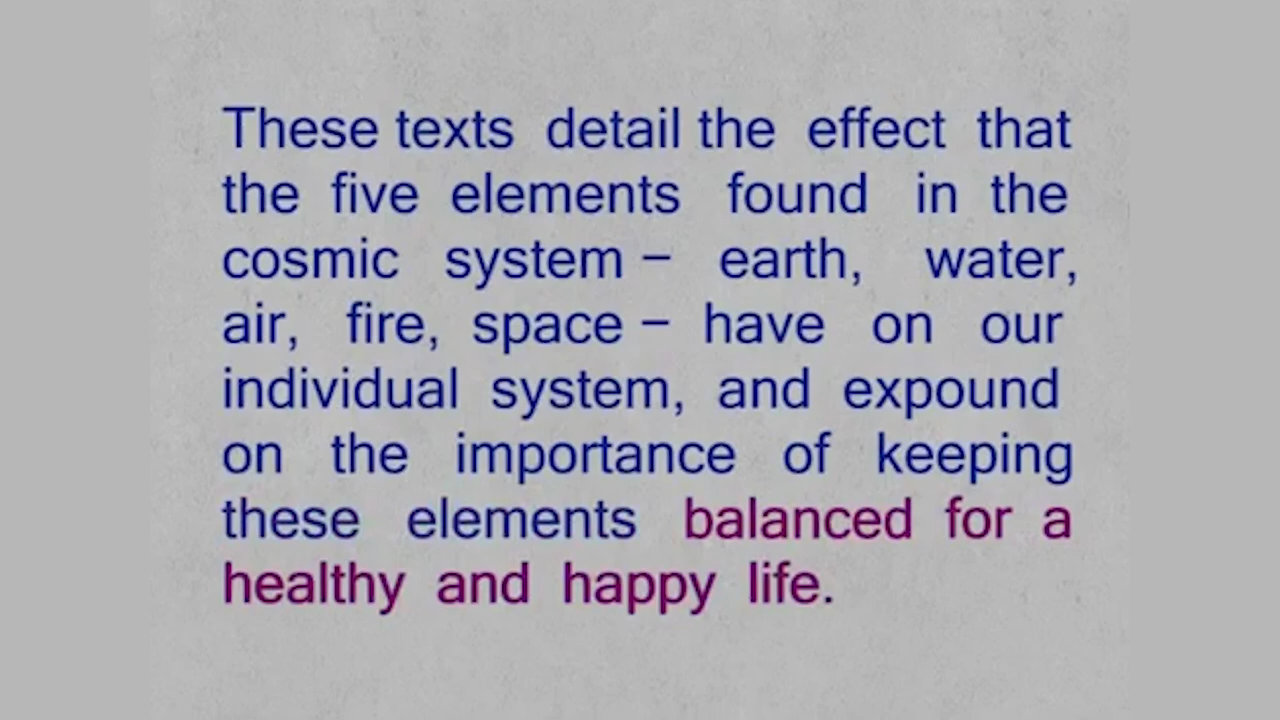 These texts detail the effect that
the five elements found in the
cosmic system – earth, water,
air, fire, space – have on our
individual system, and expound
on the importance of keeping
these elements balanced for a
healthy and happy life.